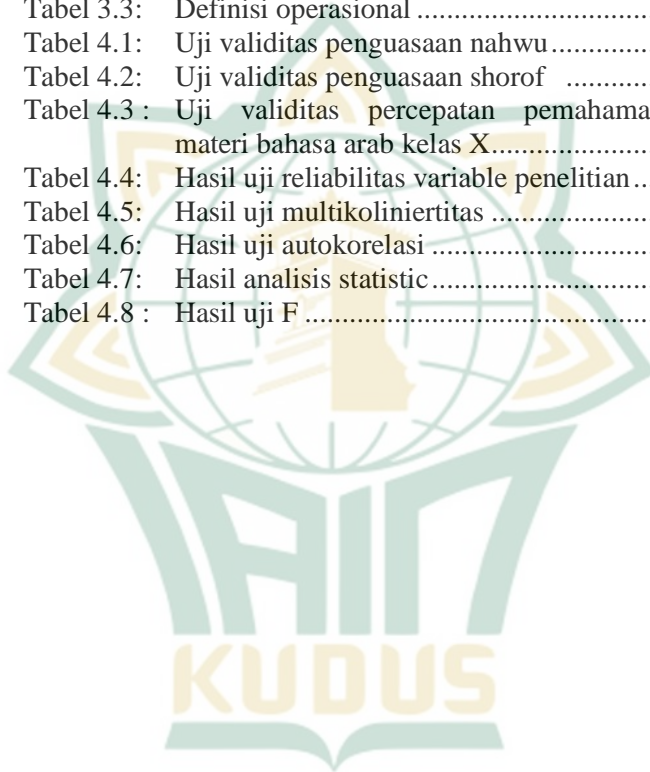 Tabel 3.3: Definisi operasional ................................
Tabel 4.1: Uji validitas penguasaan nahwu.............
Tabel 4.2: Uji validitas penguasaan shorof ...........
Tabel 4.3 : Uji validitas percepatan pemahama
materi bahasa arab kelas X.....................
Tabel 4.4: Hasil uji reliabilitas variable penelitian..
Tabel 4.5: Hasil uji multikoliniertitas .....................
Tabel 4.6: Hasil uji autokorelasi .............................
Tabel 4.7: Hasil analisis statistic.............................
Tabel 4.8 : Hasil uji F ..............................................
IAIN
KUDUS